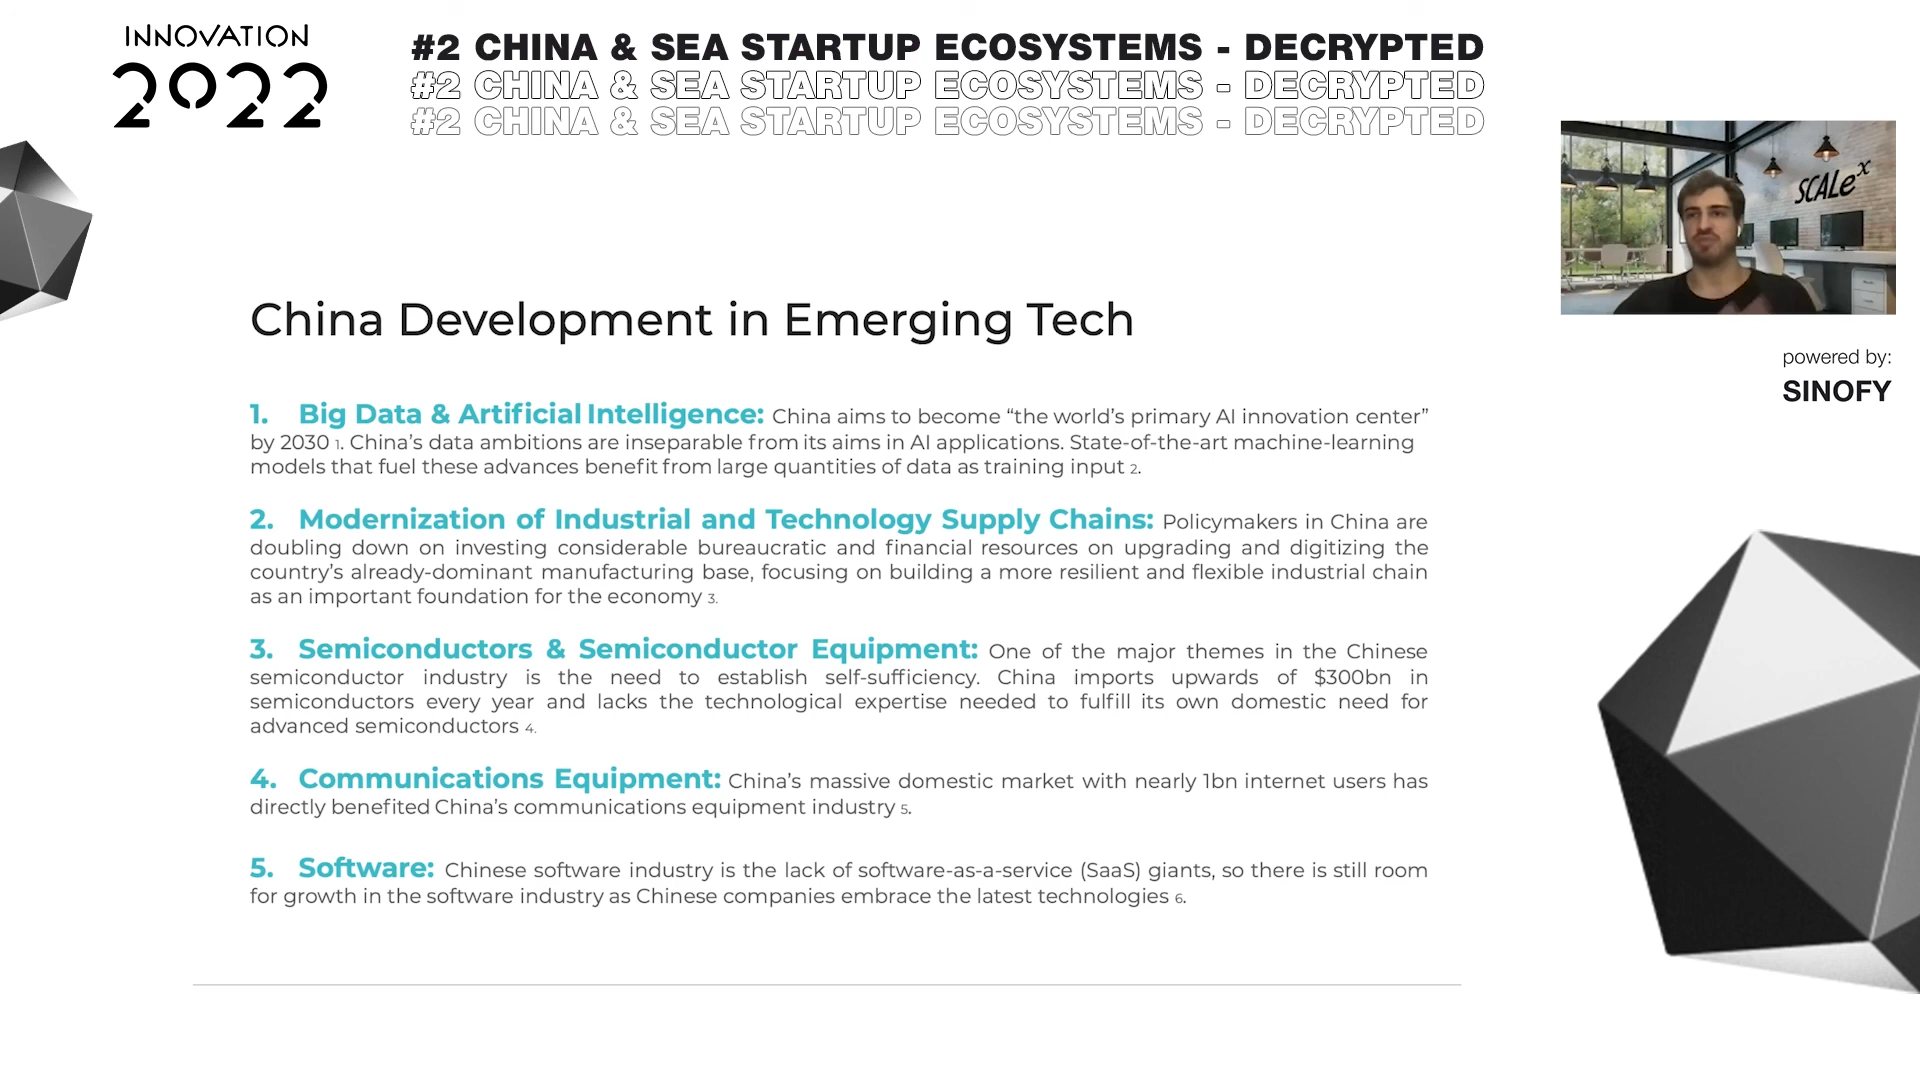 INNOVATION
2022
#2 CHINA & SEA STARTUP ECOSYSTEMS - DECRYPTED
#2 CHINA & SEA STARTUP ECOSYSTEMS - DECRYPTED
#2 CHINA & SEA STARTUP ECOSYSTEMS - DECRYPTED
SCALex
powered by:
SINOFY
China Development in Emerging Tech
1. Big Data & Artificial Intelligence: China aims to become “the world’s primary AI innovation center”
by 2030 1. China’s data ambitions are inseparable from its aims in AI applications. State-of-the-art machine-learning
models that fuel these advances benefit from large quantities of data as training input 2.
2. Modernization of Industrial and Technology Supply Chains: Policymakers in China are
doubling down on investing considerable bureaucratic and financial resources on upgrading and digitizing the
country’s already-dominant manufacturing base, focusing on building a more resilient and flexible industrial chain
as an important foundation for the economy 3.
3. Semiconductors & Semiconductor Equipment: One of the major themes in the Chinese
semiconductor industry is the need to establish self-sufficiency. China imports upwards of $300bn in
semiconductors every year and lacks the technological expertise needed to fulfill its own domestic need for
advanced semiconductors 4.
4. Communications Equipment: China’s massive domestic market with nearly 1bn internet users has
directly benefited China’s communications equipment industry 5.
5. Software: Chinese software industry is the lack of software-as-a-service (SaaS) giants, so there is still room
for growth in the software industry as Chinese companies embrace the latest technologies 6.